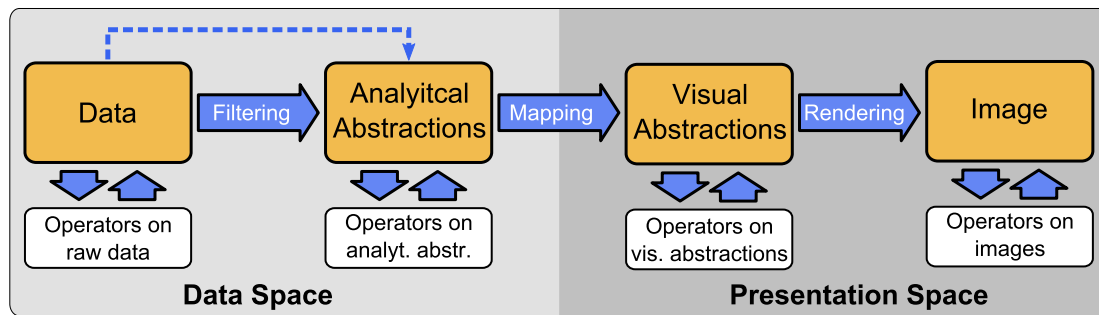 Data
Filtering
Analyitcal
Abstractions
Mapping
Visual
Abstractions
Rendering
Image
Operators on
raw data
Operators on
analyt. abstr.
Operators on
vis. abstractions
Operators on
images
Data Space
Presentation Space